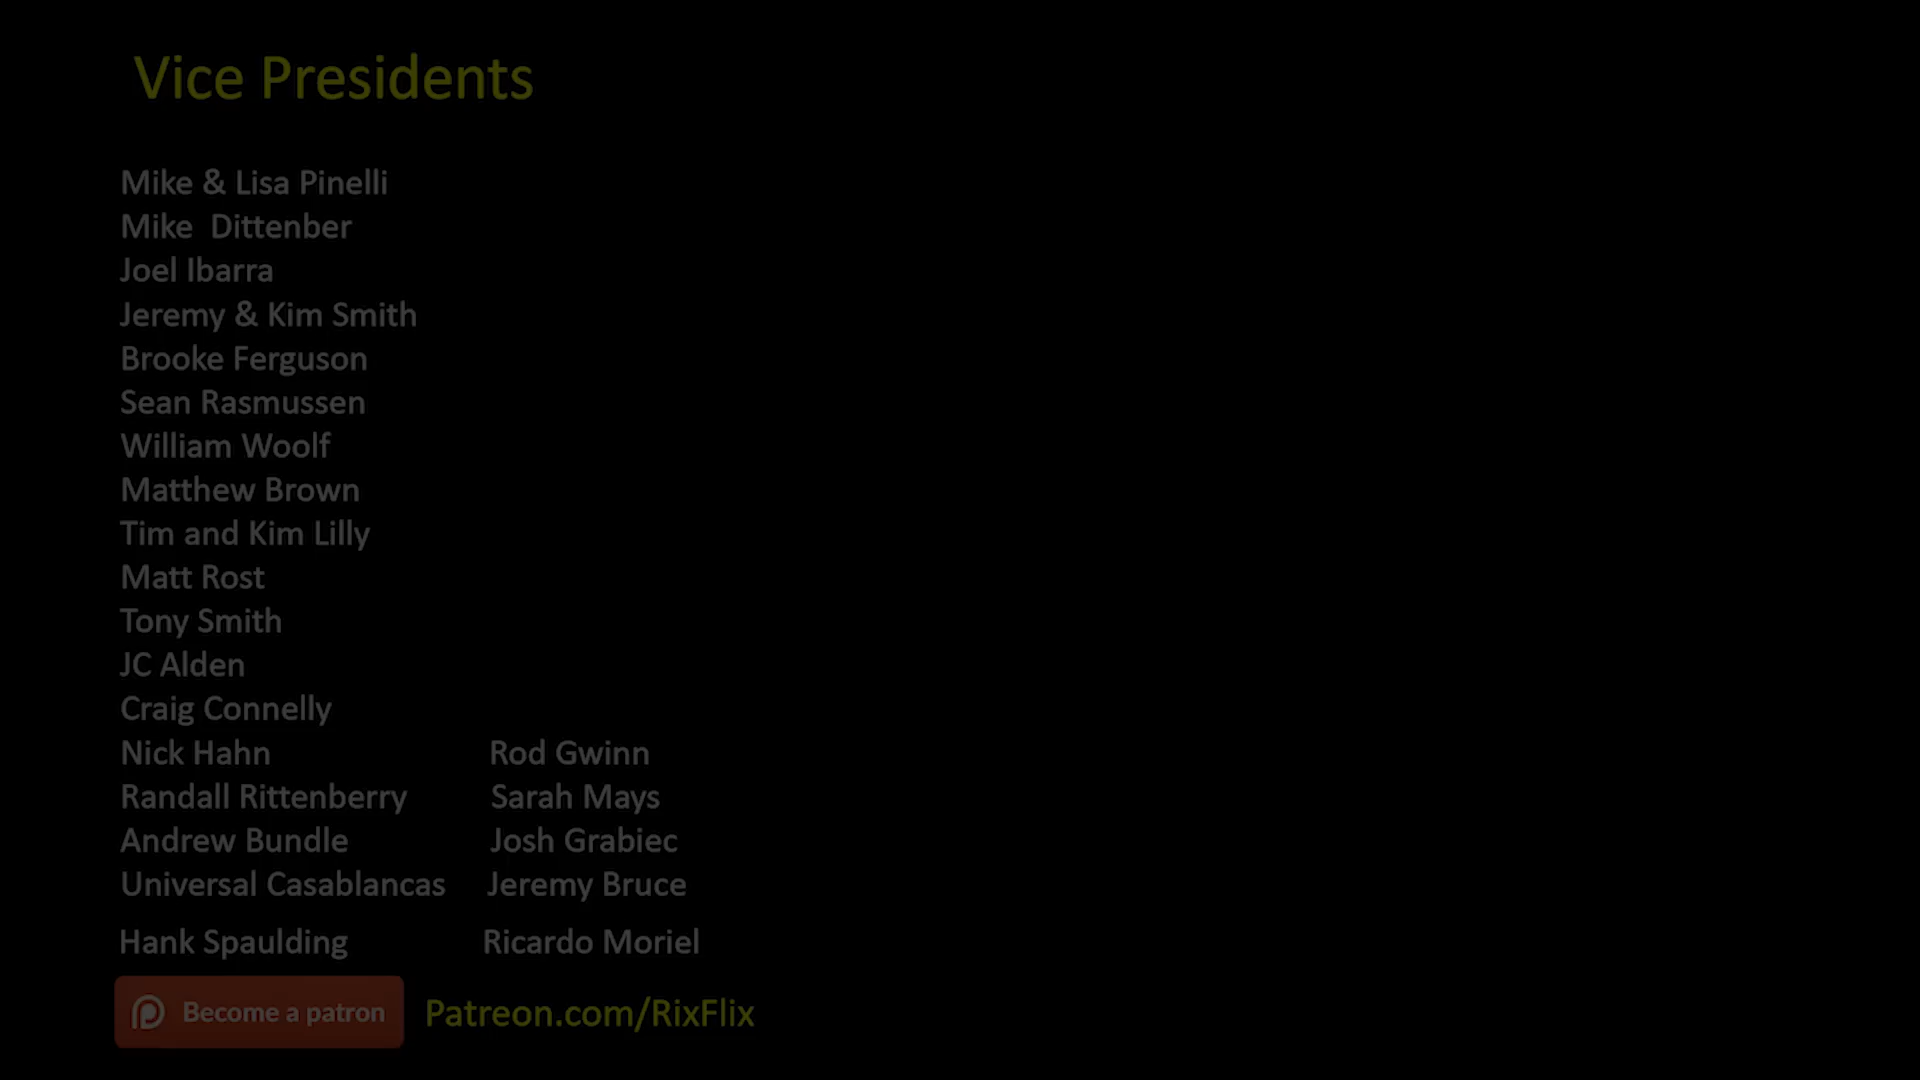 Vice Presidents
Mike & Lisa Pinelli
Mike  Dittenber
Joel Ibarra
Jeremy & Kim Smith
Brooke Ferguson
Sean Rasmussen
William Woolf
Matthew Brown
Tim and Kim Lilly
Matt Rost
Tony Smith
JC Alden
Craig Connelly
Nick Hahn Rod Gwinn
Randall Rittenberry Sarah Mays
Andrew Bundle Josh Grabiec
Universal Casablancas Jeremy Bruce
Hank Spaulding Ricardo Moriel
Become a patron Patreon.com/RixFlix